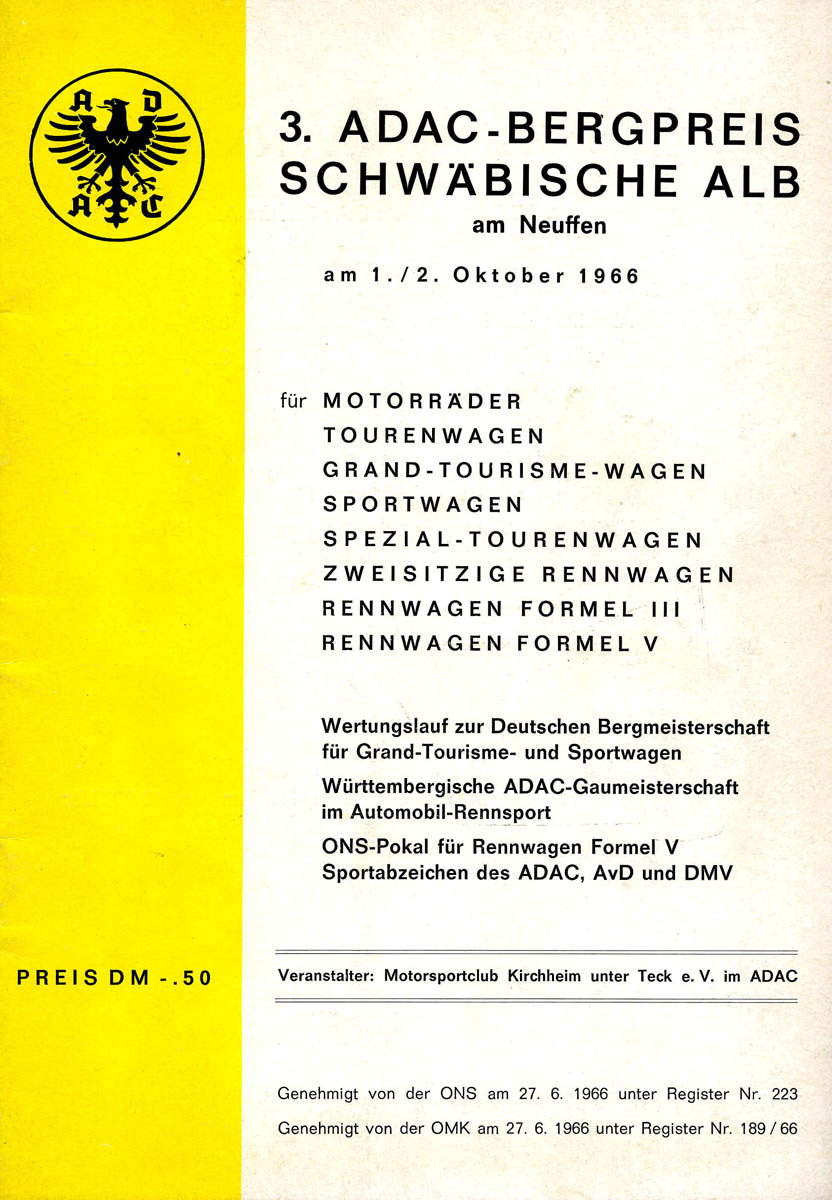 A D
A C
3. ADAC-BERGPREIS
SCHWÄBISCHE ALB
am Neuffen
am 1./2. Oktober 1966
für MOTORRÄDER
TOURENWAGEN
GRAND-TOURISME-WAGEN
SPORTWAGEN
SPEZIAL-TOURENWAGEN
ZWEISITZIGE RENNWAGEN
RENNWAGEN FORMEL III
RENNWAGEN FORMEL V
Wertungslauf zur Deutschen Bergmeisterschaft
für Grand-Tourisme- und Sportwagen
Württembergische ADAC-Gaumeisterschaft
im Automobil-Rennsport
ONS-Pokal für Rennwagen Formel V
Sportabzeichen des ADAC, AvD und DMV
PREIS DM -.50
Veranstalter: Motorsportclub Kirchheim unter Teck e. V. im ADAC
Genehmigt von der ONS am 27. 6. 1966 unter Register Nr. 223
Genehmigt von der OMK am 27. 6. 1966 unter Register Nr. 189/66